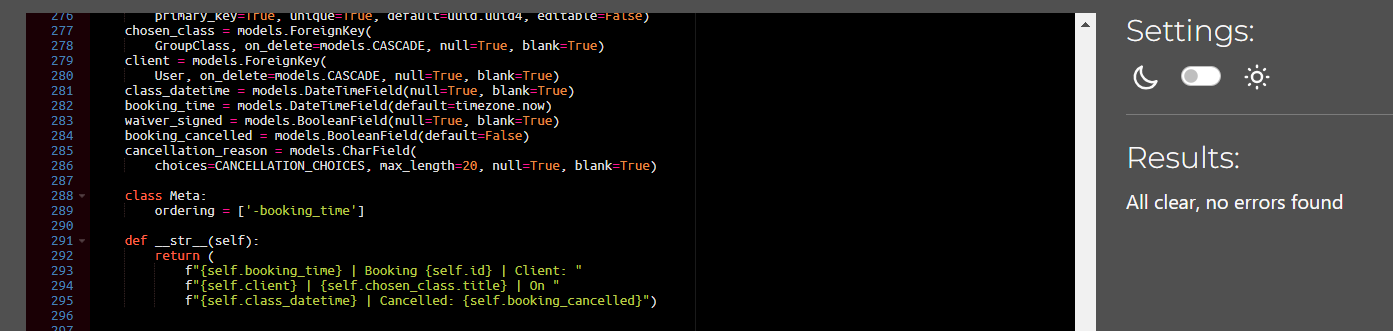 276 primary_key=True, unique=True, default=uuid.uuid4, editable=False)
277 chosen_class = models.ForeignKey(
278 GroupClass, on_delete=models.CASCADE, null=True, blank=True)
279 client = models.ForeignKey(
280 User, on_delete=models.CASCADE, null=True, blank=True)
281 class_datetime = models.DateTimeField(null=True, blank=True)
282 booking_time = models.DateTimeField(default=timezone.now)
283 waiver_signed = models.BooleanField(null=True, blank=True)
284 booking_cancelled = models.BooleanField(default=False)
285 cancellation_reason = models.CharField(
286 choices=CANCELLATION_CHOICES, max_length=20, null=True, blank=True)
287
288 class Meta:
289 ordering = ['-booking_time']
290
291 def __str__(self):
292 return (
293 f"{self.booking_time} | Booking {self.id} | Client: "
294 f"{self.client} | {self.chosen_class.title} | On "
295 f"{self.class_datetime} | Cancelled: {self.booking_cancelled}")
296
297
Settings:
Results:
All clear, no errors found